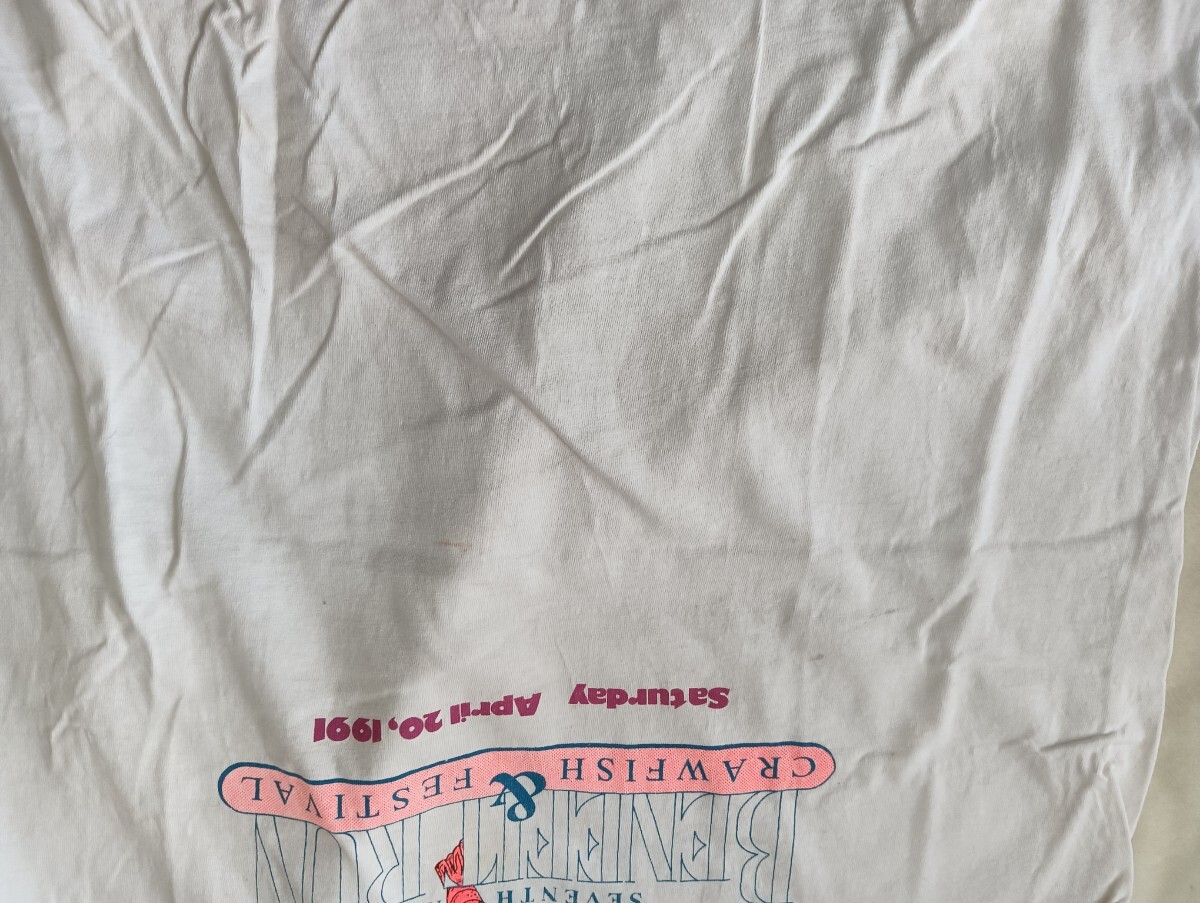 SEVENTH
BENEFIT RUN
CRAWFISH & FESTIVAL
Saturday April 20, 1991